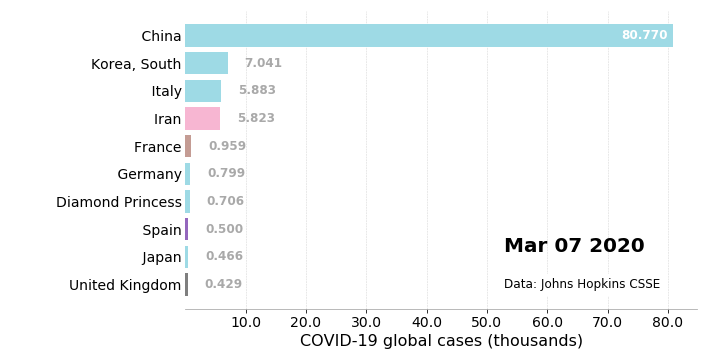 China 80.770
Korea, South 7.041
Italy 5.883
Iran 5.823
France 0.959
Germany 0.799
Diamond Princess 0.706
Spain 0.500
Japan 0.466
United Kingdom 0.429
Mar 07 2020
Data: Johns Hopkins CSSE
10.0 20.0 30.0 40.0 50.0 60.0 70.0 80.0
COVID-19 global cases (thousands)